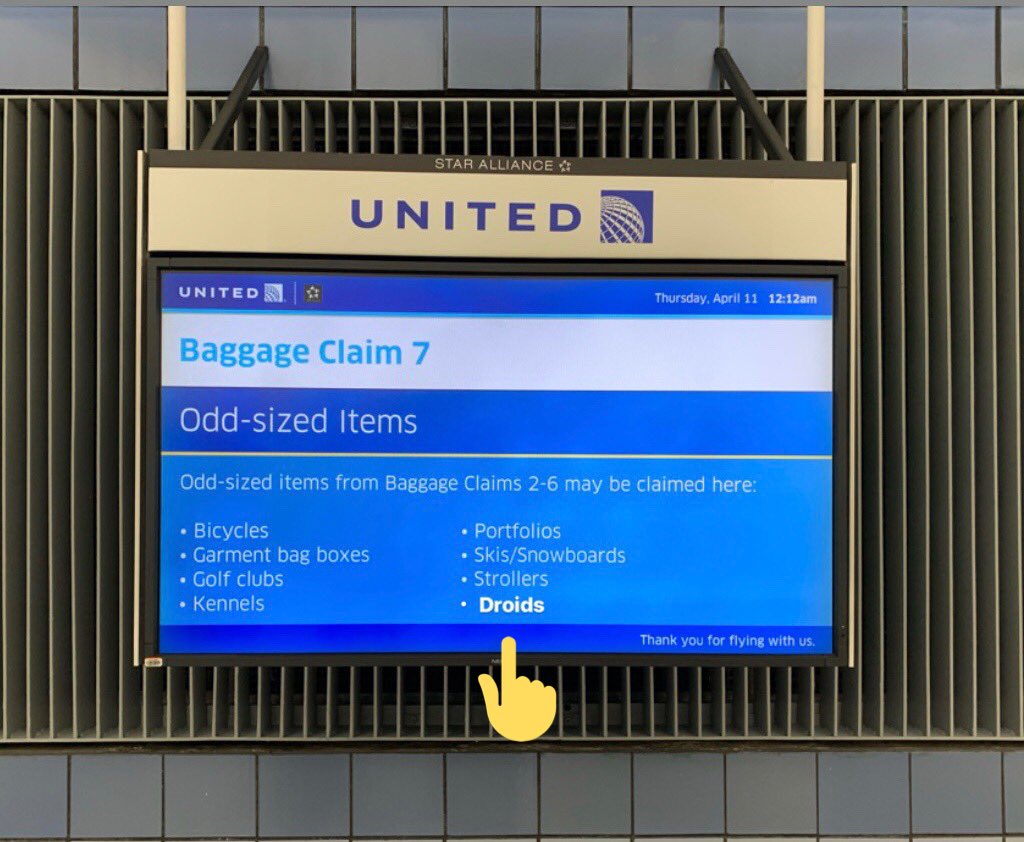 STAR ALLIANCE
UNITED
UNITED
Thursday, April 11 12:12am
Baggage Claim 7
Odd-sized Items
Odd-sized items from Baggage Claims 2-6 may be claimed here:
• Bicycles
• Garment bag boxes
• Golf clubs
• Kennels
• Portfolios
• Skis/Snowboards
• Strollers
• Droids
Thank you for flying with us.